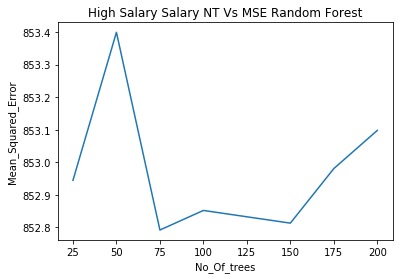 High Salary Salary NT Vs MSE Random Forest
853.4
853.3
853.2
853.1
853.0
852.9
852.8
Mean_Squared_Error
25 50 75 100 125 150 175 200
No_Of_trees